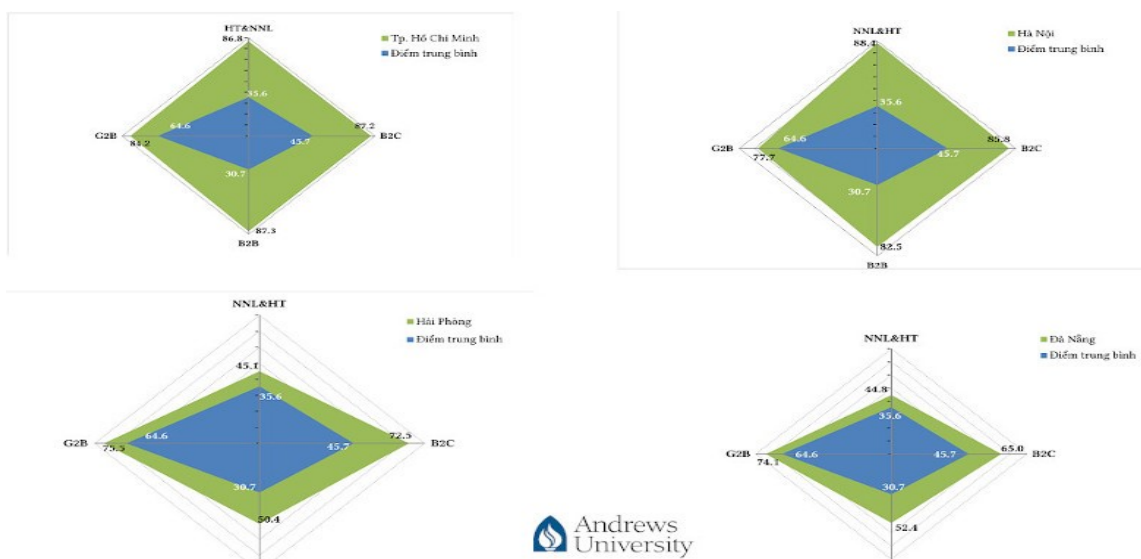 HT&NNL
86.8
Tp. Hồ Chí Minh
Điểm trung bình
35.6
G2B
64.6
81.2
87.2
B2C
45.7
30.7
87.3
B2B
NNL&HT
88.4
Hà Nội
Điểm trung bình
35.6
G2B
64.6
77.7
85.8
B2C
45.7
30.7
82.5
B2B
NNL&HT
Hải Phòng
Điểm trung bình
45.1
35.6
G2B
64.6
75.5
72.5
B2C
45.7
30.7
50.4
NNL&HT
Đà Nẵng
Điểm trung bình
44.8
35.6
G2B
64.6
74.1
65.0
B2C
45.7
30.7
52.4
Andrews
University